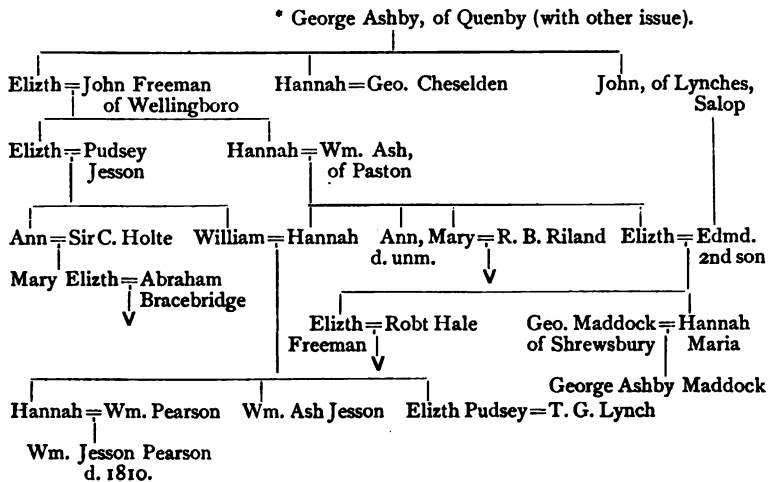 * George Ashby, of Quenby (with other issue).
Elizth = John Freeman of Wellingboro
Hannah = Geo. Cheselden
John, of Lynches, Salop
Elizth = Pudsey Jesson
Hannah = Wm. Ash, of Paston
Ann = Sir C. Holte
William = Hannah
Ann, d. unm.
Mary = R. B. Riland
Elizth = Edmd. 2nd son
Mary Elizth = Abraham Bracebridge
Elizth Freeman = Robt Hale
Geo. Maddock of Shrewsbury = Hannah Maria
George Ashby Maddock
Hannah = Wm. Pearson
Wm. Ash Jesson
Elizth Pudsey = T. G. Lynch
Wm. Jesson Pearson
d. 1810.